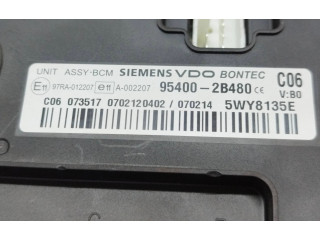 UNIT ASSY-BCM SIEMENS VDO BONTEC C06
E11 97RA-012207 e11 A-002207 95400-2B480 CE V:B0
C06 073517 0702120402 / 070214 5WY8135E